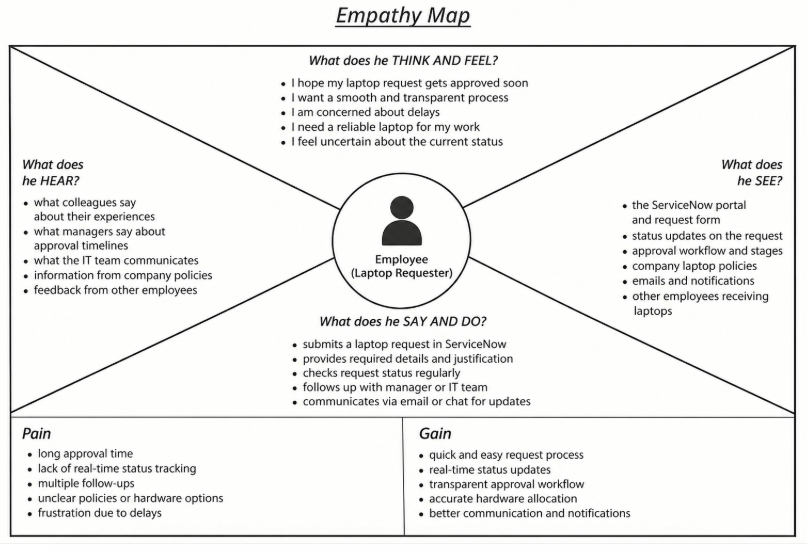 Empathy Map
What does he THINK AND FEEL?
• I hope my laptop request gets approved soon
• I want a smooth and transparent process
• I am concerned about delays
• I need a reliable laptop for my work
• I feel uncertain about the current status
What does
he HEAR?
• what colleagues say
about their experiences
• what managers say about
approval timelines
• what the IT team communicates
• information from company policies
• feedback from other employees
Employee
(Laptop Requester)
What does
he SEE?
• the ServiceNow portal
and request form
• status updates on the request
• approval workflow and stages
• company laptop policies
• emails and notifications
• other employees receiving
laptops
What does he SAY AND DO?
• submits a laptop request in ServiceNow
• provides required details and justification
• checks request status regularly
• follows up with manager or IT team
• communicates via email or chat for updates
Pain
• long approval time
• lack of real-time status tracking
• multiple follow-ups
• unclear policies or hardware options
• frustration due to delays
Gain
• quick and easy request process
• real-time status updates
• transparent approval workflow
• accurate hardware allocation
• better communication and notifications